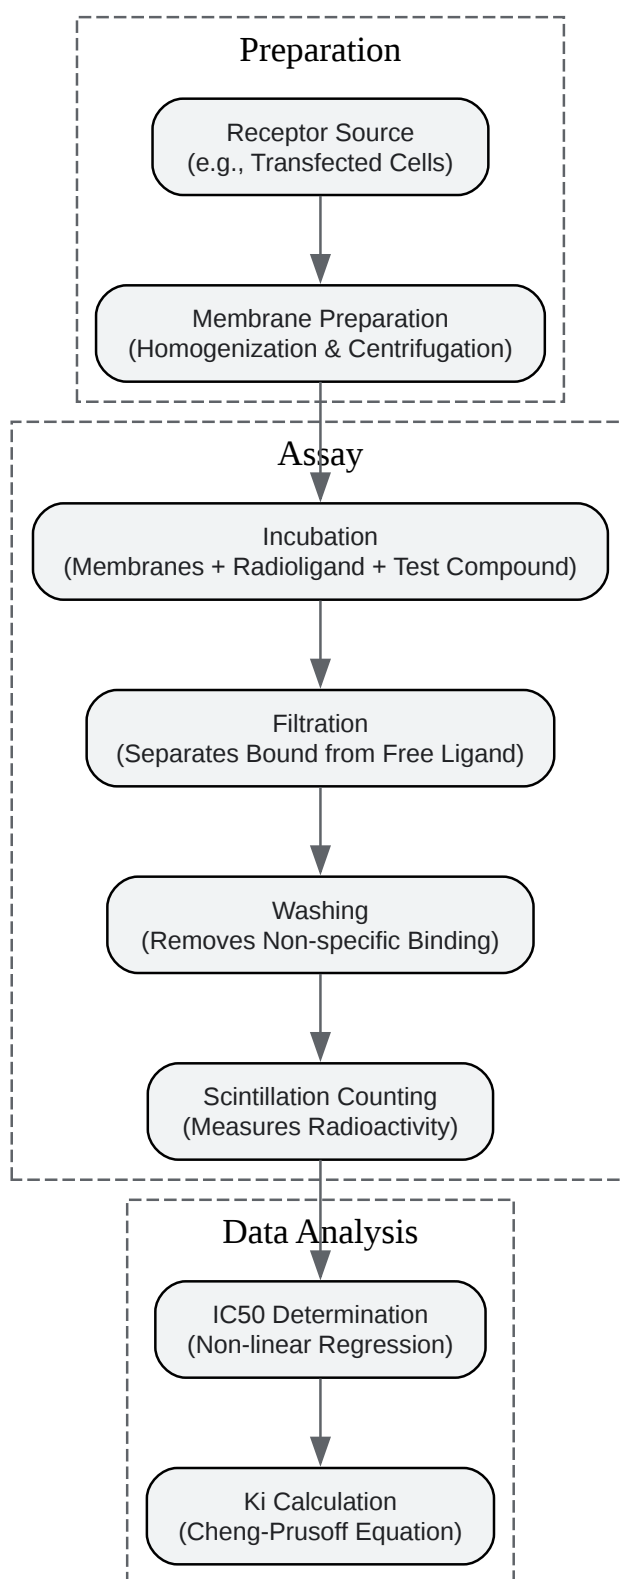 Preparation
Receptor Source
(e.g., Transfected Cells)
Membrane Preparation
(Homogenization & Centrifugation)
Assay
Incubation
(Membranes + Radioligand + Test Compound)
Filtration
(Separates Bound from Free Ligand)
Washing
(Removes Non-specific Binding)
Scintillation Counting
(Measures Radioactivity)
Data Analysis
IC50 Determination
(Non-linear Regression)
Ki Calculation
(Cheng-Prusoff Equation)